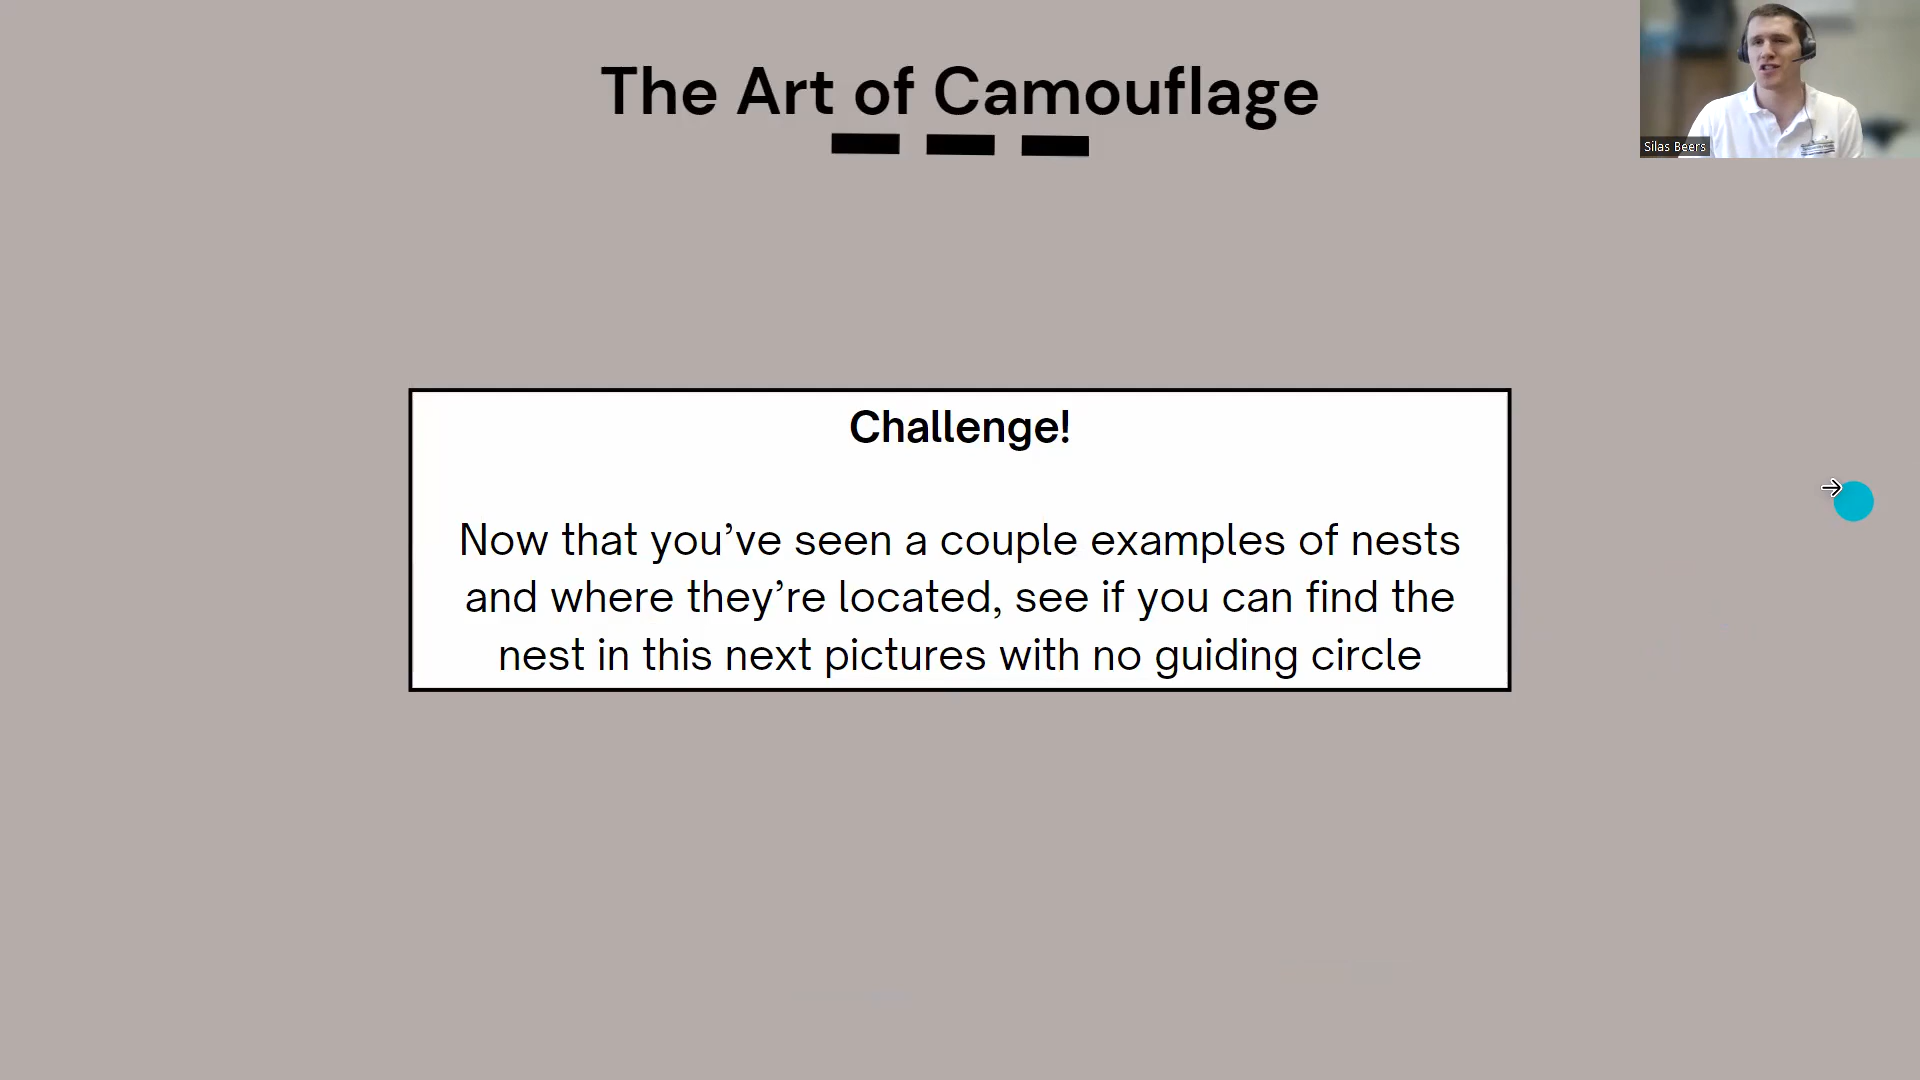 The Art of Camouflage
Silas Beers
Challenge!
Now that you’ve seen a couple examples of nests
and where they’re located, see if you can find the
nest in this next pictures with no guiding circle